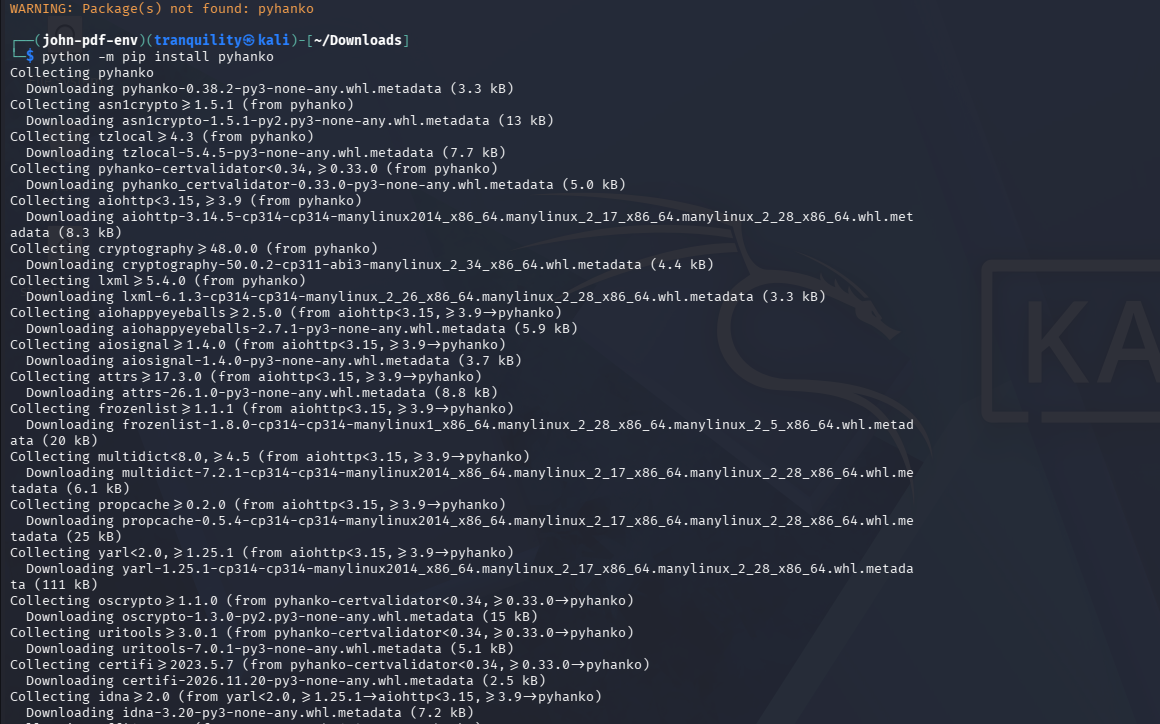 WARNING: Package(s) not found: pyhanko
┌──(john-pdf-env)(tranquility㉿kali)-[~/Downloads]
└─$ python -m pip install pyhanko
Collecting pyhanko
  Downloading pyhanko-0.38.2-py3-none-any.whl.metadata (3.3 kB)
Collecting asn1crypto≥1.5.1 (from pyhanko)
  Downloading asn1crypto-1.5.1-py2.py3-none-any.whl.metadata (13 kB)
Collecting tzlocal≥4.3 (from pyhanko)
  Downloading tzlocal-5.4.5-py3-none-any.whl.metadata (7.7 kB)
Collecting pyhanko-certvalidator<0.34,≥0.33.0 (from pyhanko)
  Downloading pyhanko_certvalidator-0.33.0-py3-none-any.whl.metadata (5.0 kB)
Collecting aiohttp<3.15,≥3.9 (from pyhanko)
  Downloading aiohttp-3.14.5-cp314-cp314-manylinux2014_x86_64.manylinux_2_17_x86_64.manylinux_2_28_x86_64.whl.met
adata (8.3 kB)
Collecting cryptography≥48.0.0 (from pyhanko)
  Downloading cryptography-50.0.2-cp311-abi3-manylinux_2_34_x86_64.whl.metadata (4.4 kB)
Collecting lxml≥5.4.0 (from pyhanko)
  Downloading lxml-6.1.3-cp314-cp314-manylinux_2_26_x86_64.manylinux_2_28_x86_64.whl.metadata (3.3 kB)
Collecting aiohappyeyeballs≥2.5.0 (from aiohttp<3.15,≥3.9→pyhanko)
  Downloading aiohappyeyeballs-2.7.1-py3-none-any.whl.metadata (5.9 kB)
Collecting aiosignal≥1.4.0 (from aiohttp<3.15,≥3.9→pyhanko)
  Downloading aiosignal-1.4.0-py3-none-any.whl.metadata (3.7 kB)
Collecting attrs≥17.3.0 (from aiohttp<3.15,≥3.9→pyhanko)
  Downloading attrs-26.1.0-py3-none-any.whl.metadata (8.8 kB)
Collecting frozenlist≥1.1.1 (from aiohttp<3.15,≥3.9→pyhanko)
  Downloading frozenlist-1.8.0-cp314-cp314-manylinux1_x86_64.manylinux_2_28_x86_64.manylinux_2_5_x86_64.whl.metad
ata (20 kB)
Collecting multidict<8.0,≥4.5 (from aiohttp<3.15,≥3.9→pyhanko)
  Downloading multidict-7.2.1-cp314-cp314-manylinux2014_x86_64.manylinux_2_17_x86_64.manylinux_2_28_x86_64.whl.me
tadata (6.1 kB)
Collecting propcache≥0.2.0 (from aiohttp<3.15,≥3.9→pyhanko)
  Downloading propcache-0.5.4-cp314-cp314-manylinux2014_x86_64.manylinux_2_17_x86_64.manylinux_2_28_x86_64.whl.me
tadata (25 kB)
Collecting yarl<2.0,≥1.25.1 (from aiohttp<3.15,≥3.9→pyhanko)
  Downloading yarl-1.25.1-cp314-cp314-manylinux2014_x86_64.manylinux_2_17_x86_64.manylinux_2_28_x86_64.whl.metada
ta (111 kB)
Collecting oscrypto≥1.1.0 (from pyhanko-certvalidator<0.34,≥0.33.0→pyhanko)
  Downloading oscrypto-1.3.0-py2.py3-none-any.whl.metadata (15 kB)
Collecting uritools≥3.0.1 (from pyhanko-certvalidator<0.34,≥0.33.0→pyhanko)
  Downloading uritools-7.0.1-py3-none-any.whl.metadata (5.1 kB)
Collecting certifi≥2023.5.7 (from pyhanko-certvalidator<0.34,≥0.33.0→pyhanko)
  Downloading certifi-2026.11.20-py3-none-any.whl.metadata (2.5 kB)
Collecting idna≥2.0 (from yarl<2.0,≥1.25.1→aiohttp<3.15,≥3.9→pyhanko)
  Downloading idna-3.20-py3-none-any.whl.metadata (7.2 kB)
KA